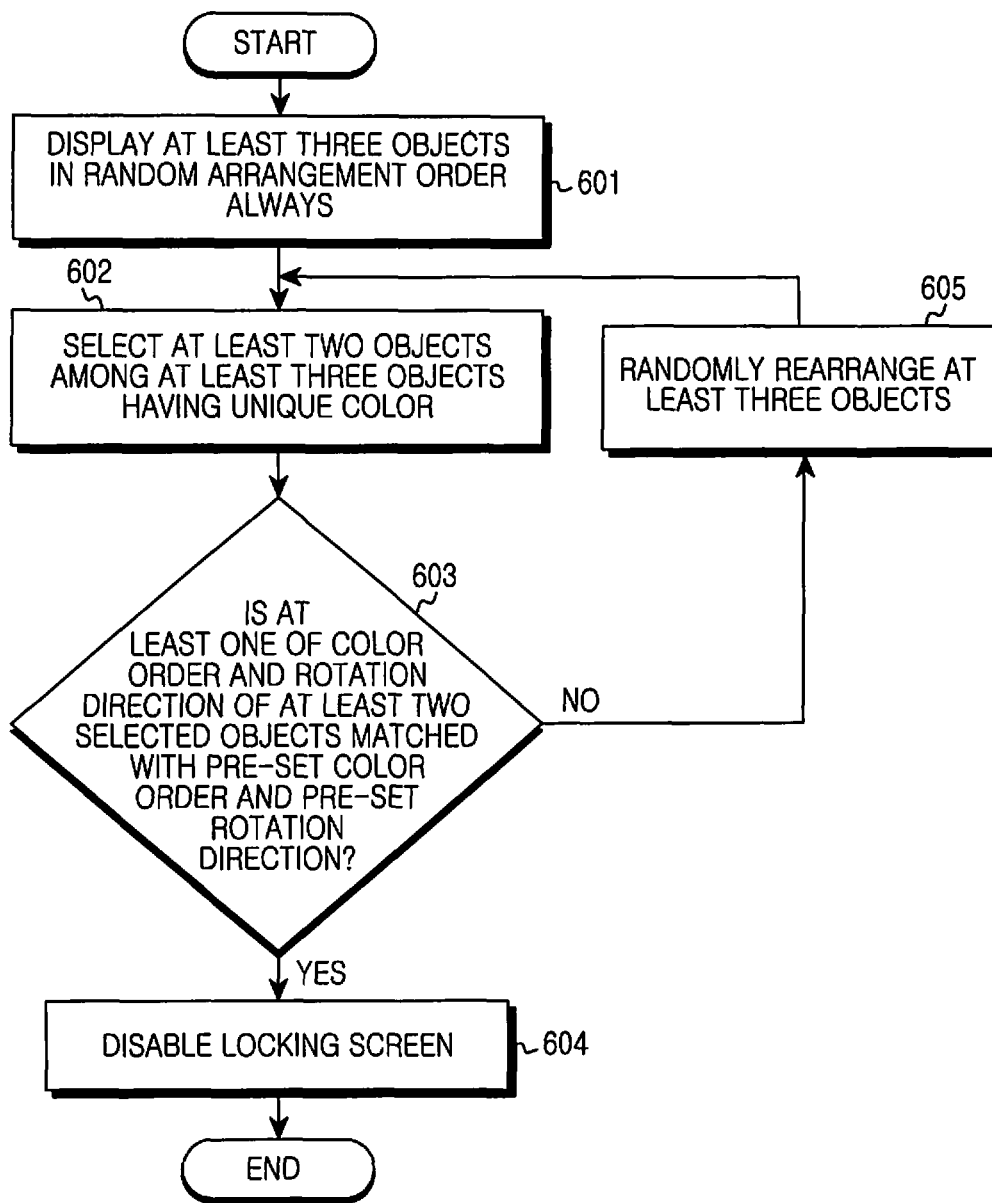 START
DISPLAY AT LEAST THREE OBJECTS
IN RANDOM ARRANGEMENT ORDER
ALWAYS
601
602
SELECT AT LEAST TWO OBJECTS
AMONG AT LEAST THREE OBJECTS
HAVING UNIQUE COLOR
605
RANDOMLY REARRANGE AT
LEAST THREE OBJECTS
603
IS AT
LEAST ONE OF COLOR
ORDER AND ROTATION
DIRECTION OF AT LEAST TWO
SELECTED OBJECTS MATCHED
WITH PRE-SET COLOR
ORDER AND PRE-SET
ROTATION
DIRECTION?
NO
YES
DISABLE LOCKING SCREEN
604
END